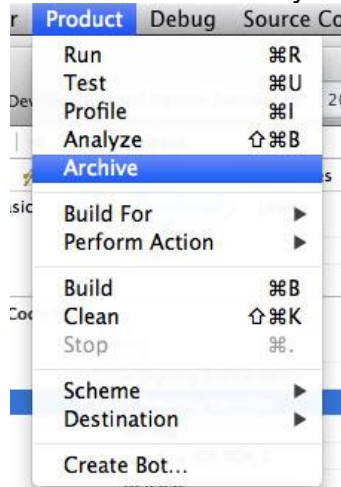 Product Debug Source Co
Run ⌘R
Test ⌘U
Profile ⌘I
Analyze ⇧⌘B
Archive
Build For ▶
Perform Action ▶
Build ⌘B
Clean ⇧⌘K
Stop ⌘.
Scheme ▶
Destination ▶
Create Bot...